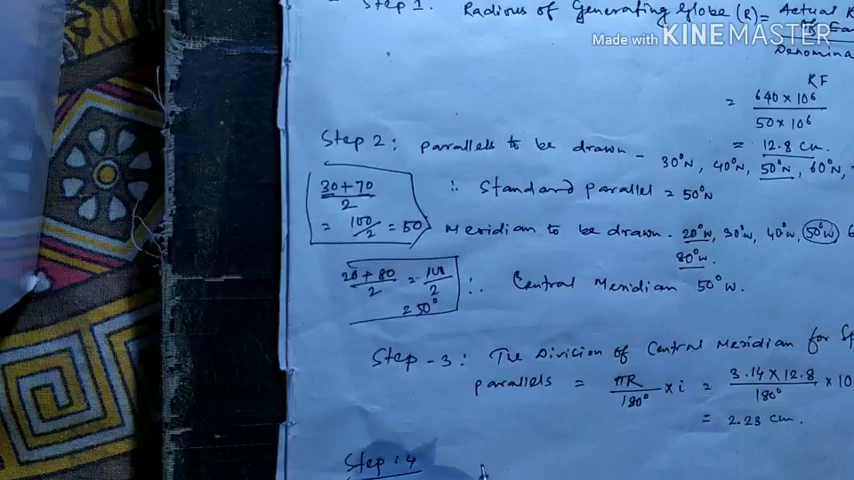 Step 1. Radious of Generating Globe (R) = Actual R
Made with KINEMASTER
Denomina
RF
= 640 × 10⁶
50 × 10⁶
= 12.8 cm.
Step 2: parallels to be drawn - 30°N, 40°N, 50°N, 60°N,
30+70
2
= 100/2 = 50
∴ Standard parallel = 50°N
Meridian to be drawn. 20°W, 30°W, 40°W, 50°W 6
80°W.
20 + 80
2
= 100
2
= 50°
∴ Central Meridian 50°W.
Step - 3: The Division of Central Meridian for Sp
parallels = πR
180° × i = 3.14 × 12.8
180° × 10
= 2.23 cm.
Step : 4